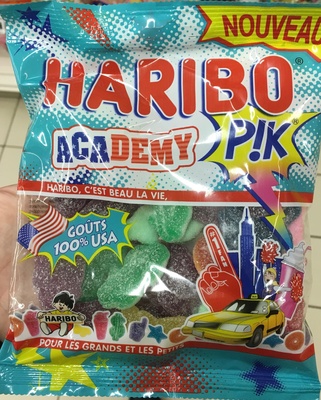 NOUVEAU
HARIBO
ACADEMY
P!K
HARIBO, C'EST BEAU LA VIE,
GOÛTS
100% USA
HARIBO
POUR LES GRANDS ET LES PETITS